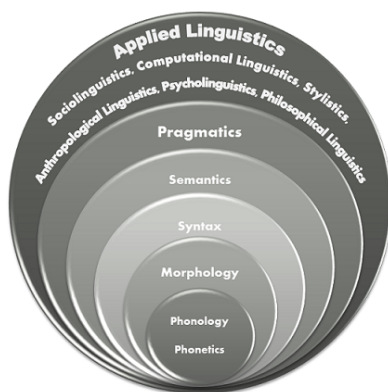 Applied Linguistics
Sociolinguistics, Computational Linguistics, Stylistics,
Anthropological Linguistics, Psycholinguistics, Philosophical Linguistics
Pragmatics
Semantics
Syntax
Morphology
Phonology
Phonetics